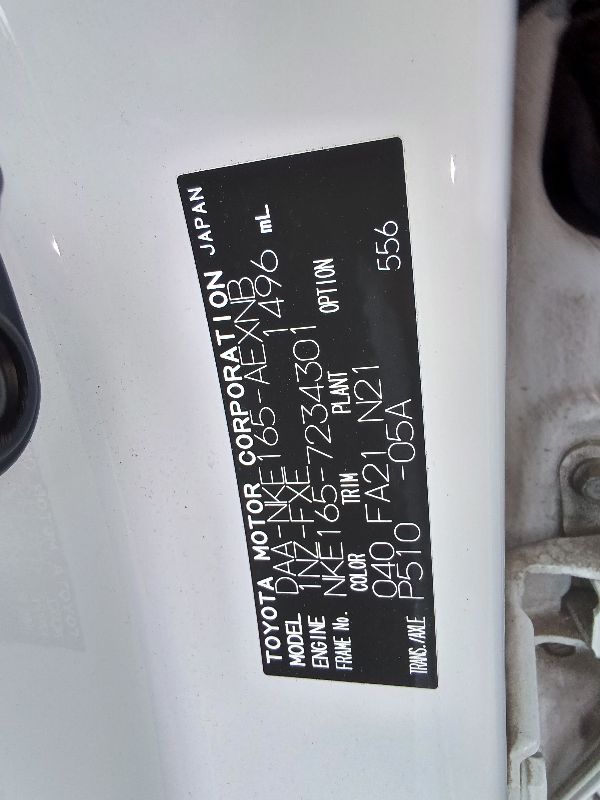 TOYOTA MOTOR CORPORATION JAPAN
MODEL DAA-NKE165-AEXNB
ENGINE 1NZ-FXE 1496 mL
FRAME No. NKE165-7234301
COLOR TRIM PLANT OPTION
040 FA21 N21
TRANS./AXLE P510 -05A 556